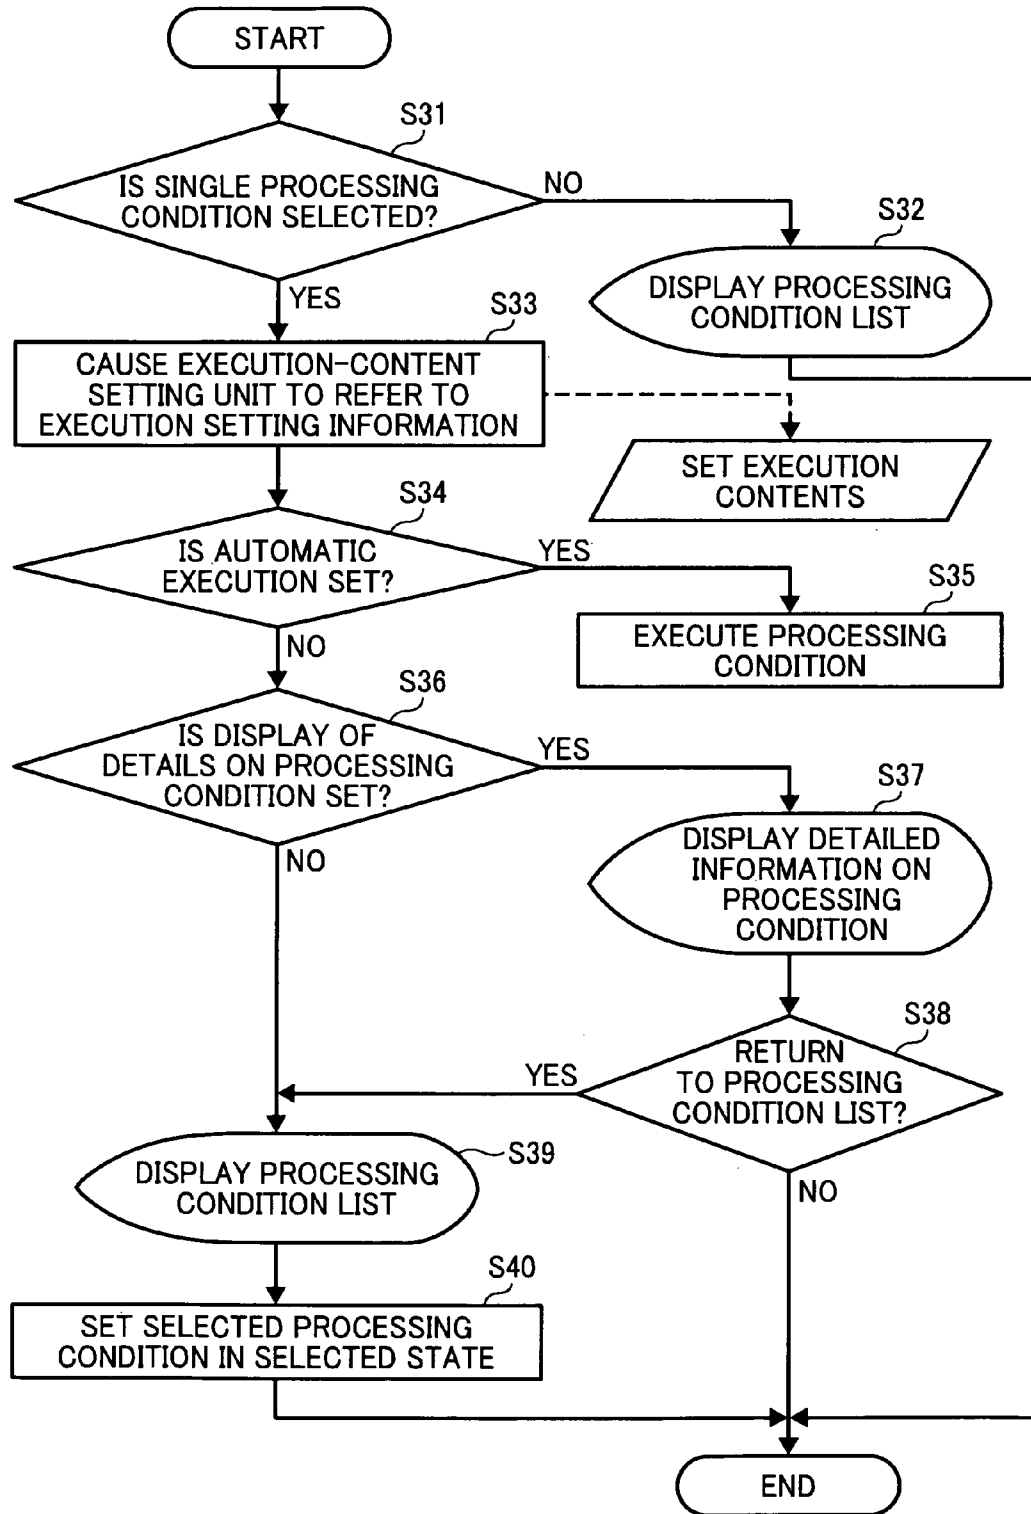 START
S31
IS SINGLE PROCESSING
CONDITION SELECTED?
NO
YES
S32
DISPLAY PROCESSING
CONDITION LIST
S33
CAUSE EXECUTION-CONTENT
SETTING UNIT TO REFER TO
EXECUTION SETTING INFORMATION
SET EXECUTION
CONTENTS
S34
IS AUTOMATIC
EXECUTION SET?
YES
NO
S35
EXECUTE PROCESSING
CONDITION
S36
IS DISPLAY OF
DETAILS ON PROCESSING
CONDITION SET?
YES
NO
S37
DISPLAY DETAILED
INFORMATION ON
PROCESSING
CONDITION
S38
RETURN
TO PROCESSING
CONDITION LIST?
YES
NO
S39
DISPLAY PROCESSING
CONDITION LIST
S40
SET SELECTED PROCESSING
CONDITION IN SELECTED STATE
END